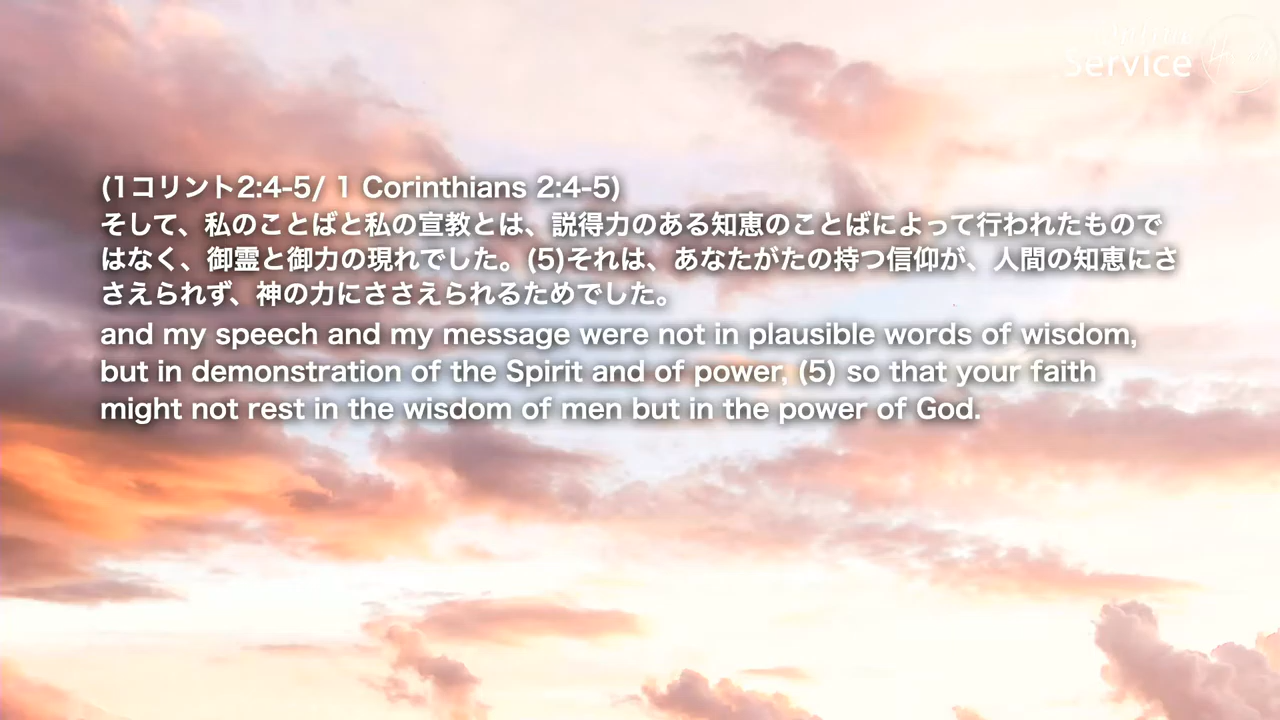 Service
(1コリント2:4-5/ 1 Corinthians 2:4-5)
そして、私のことばと私の宣教とは、説得力のある知恵のことばによって行われたもので
はなく、御霊と御力の現れでした。(5)それは、あなたがたの持つ信仰が、人間の知恵にさ
さえられず、神の力にささえられるためでした。
and my speech and my message were not in plausible words of wisdom,
but in demonstration of the Spirit and of power, (5) so that your faith
might not rest in the wisdom of men but in the power of God.